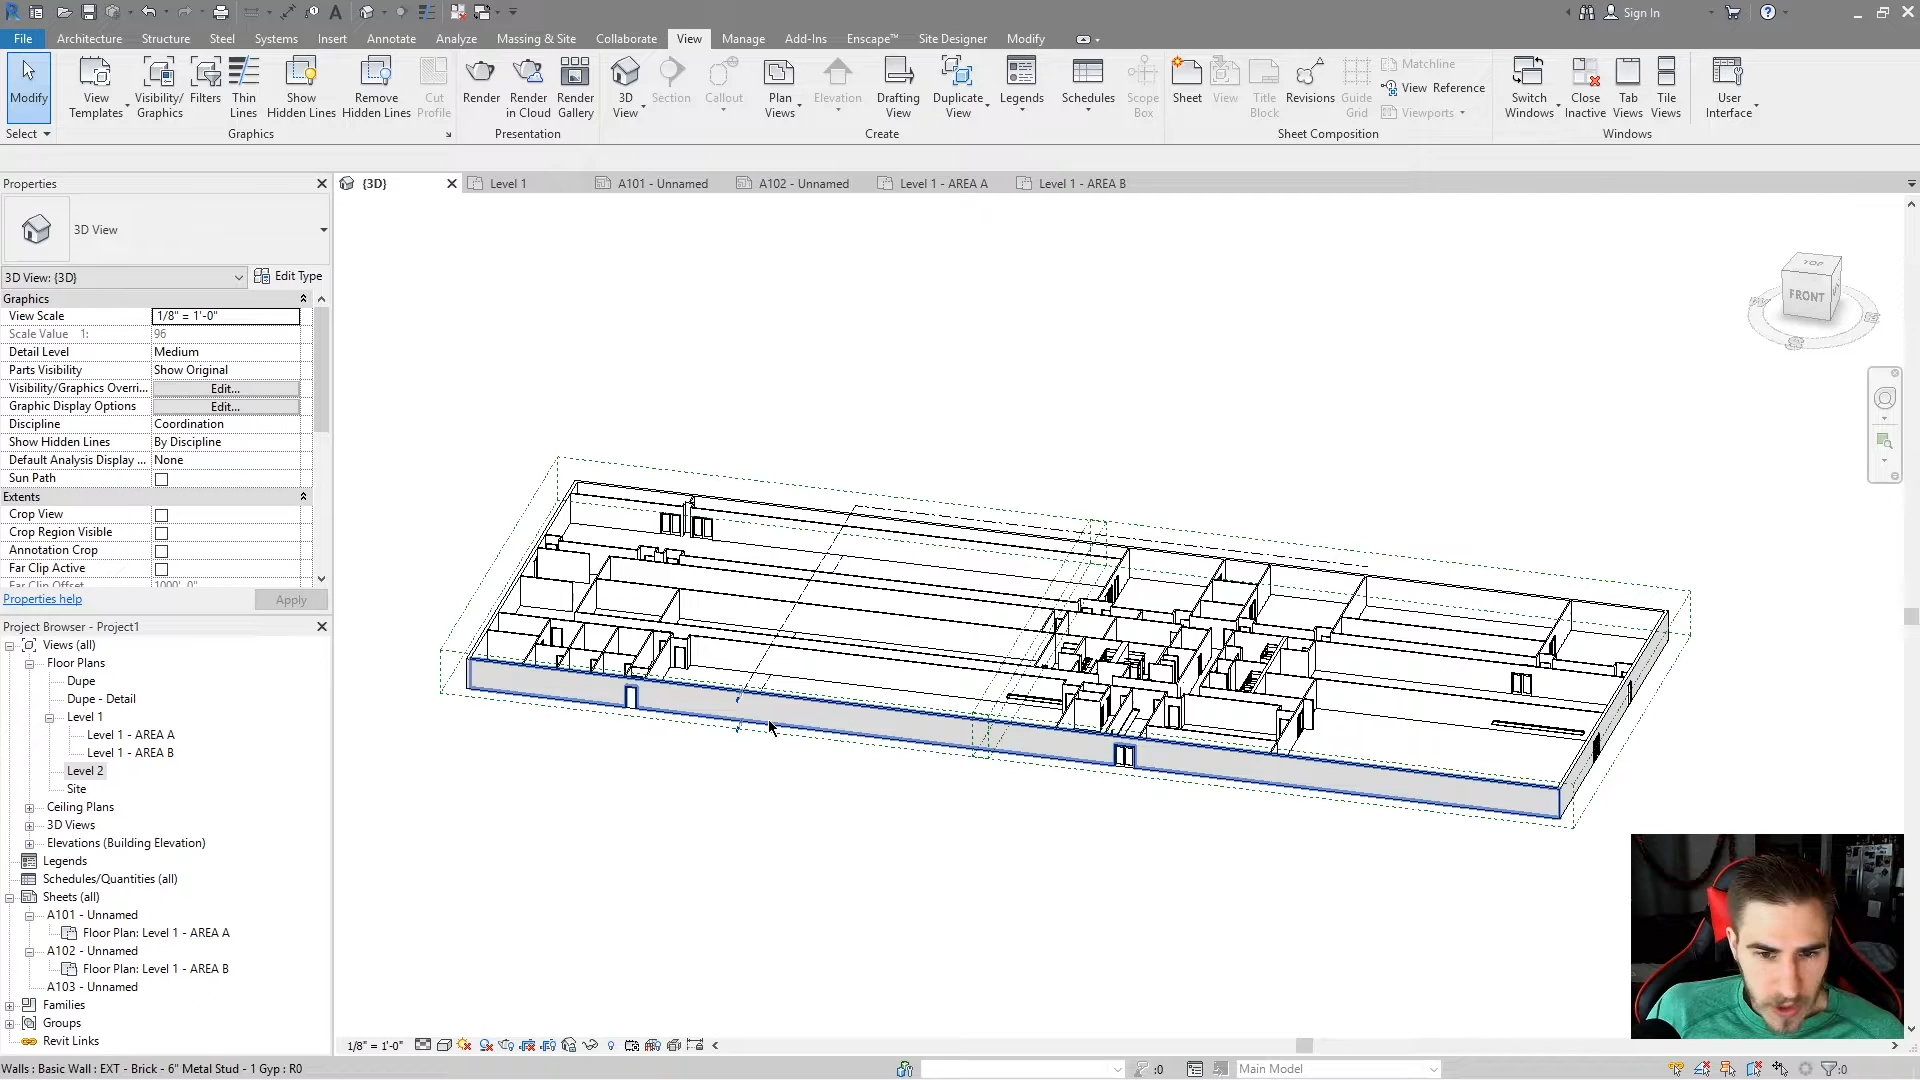 Sign In
File Architecture Structure Steel Systems Insert Annotate Analyze Massing & Site Collaborate View Manage Add-Ins Enscape™ Site Designer Modify
Modify
View Templates
Visibility/ Graphics
Filters
Thin Lines
Show Hidden Lines
Remove Hidden Lines
Cut Profile
Render
Render in Cloud
Render Gallery
3D View
Section
Callout
Plan Views
Elevation
Drafting View
Duplicate View
Legends
Schedules
Scope Box
Sheet
View
Title Block
Revisions
Guide Grid
Matchline
View Reference
Viewports
Switch Windows
Close Inactive
Tab Views
Tile Views
User Interface
Select Graphics Presentation Create Sheet Composition Windows
Properties
{3D} Level 1 A101 - Unnamed A102 - Unnamed Level 1 - AREA A Level 1 - AREA B
3D View
3D View: {3D} Edit Type
Graphics
View Scale 1/8" = 1'-0"
Scale Value 1: 96
Detail Level Medium
Parts Visibility Show Original
Visibility/Graphics Overri... Edit...
Graphic Display Options Edit...
Discipline Coordination
Show Hidden Lines By Discipline
Default Analysis Display ... None
Sun Path
Extents
Crop View
Crop Region Visible
Annotation Crop
Far Clip Active
Far Clip Offset 1000' 0"
Properties help Apply
Project Browser - Project1
Views (all)
Floor Plans
Dupe
Dupe - Detail
Level 1
Level 1 - AREA A
Level 1 - AREA B
Level 2
Site
Ceiling Plans
3D Views
Elevations (Building Elevation)
Legends
Schedules/Quantities (all)
Sheets (all)
A101 - Unnamed
Floor Plan: Level 1 - AREA A
A102 - Unnamed
Floor Plan: Level 1 - AREA B
A103 - Unnamed
Families
Groups
Revit Links
TOP
FRONT
S
1/8" = 1'-0"
Walls : Basic Wall : EXT - Brick - 6" Metal Stud - 1 Gyp : R0
:0
Main Model
:0